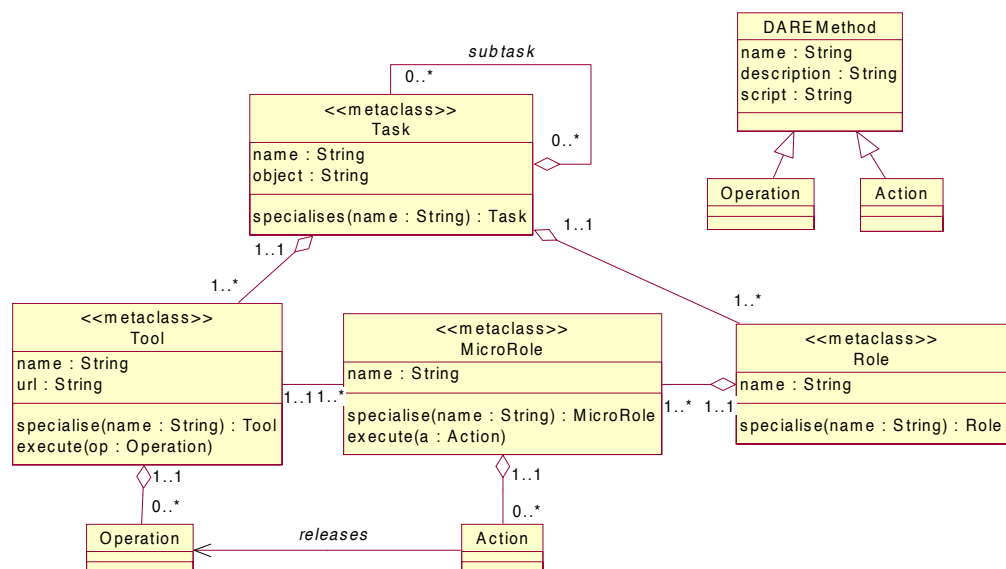 subtask
0..*
<<metaclass>>
Task
name : String
object : String
specialises(name : String) : Task
0..*
1..1
1..1
1..*
1..*
DAREMethod
name : String
description : String
script : String
Operation
Action
<<metaclass>>
Tool
name : String
url : String
specialise(name : String) : Tool
execute(op : Operation)
1..1
1..*
<<metaclass>>
MicroRole
name : String
specialise(name : String) : MicroRole
execute(a : Action)
1..*
1..1
<<metaclass>>
Role
name : String
specialise(name : String) : Role
1..1
0..*
1..1
0..*
Operation
releases
Action